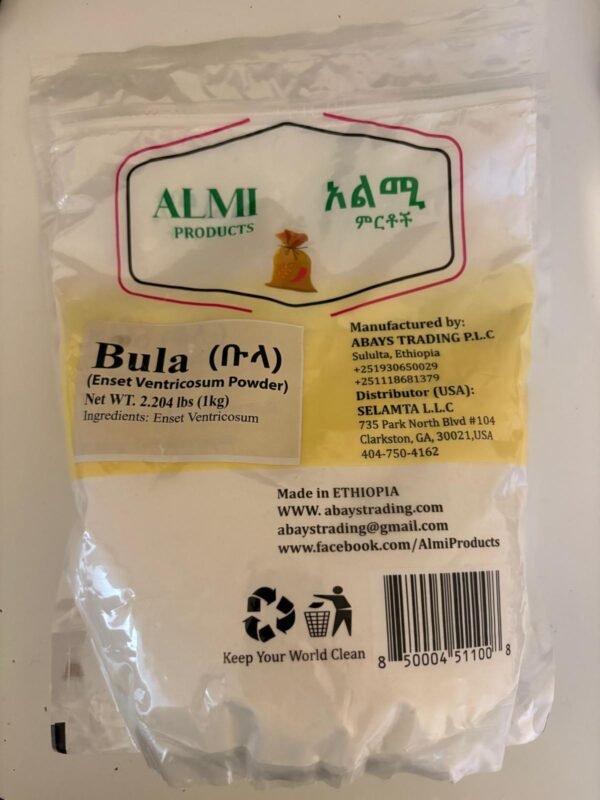 ALMI
PRODUCTS
አልሚ
ምርቶች
Bula (ቡላ)
(Enset Ventricosum Powder)
Net WT. 2.204 lbs (1kg)
Ingredients: Enset Ventricosum
Manufactured by:
ABAYS TRADING P.L.C
Sululta, Ethiopia
+251930650029
+251118681379
Distributor (USA):
SELAMTA L.L.C
735 Park North Blvd #104
Clarkston, GA, 30021,USA
404-750-4162
Made in ETHIOPIA
WWW. abaystrading.com
abaystrading@gmail.com
www.facebook.com/AlmiProducts
Keep Your World Clean
8 50004 51100 8